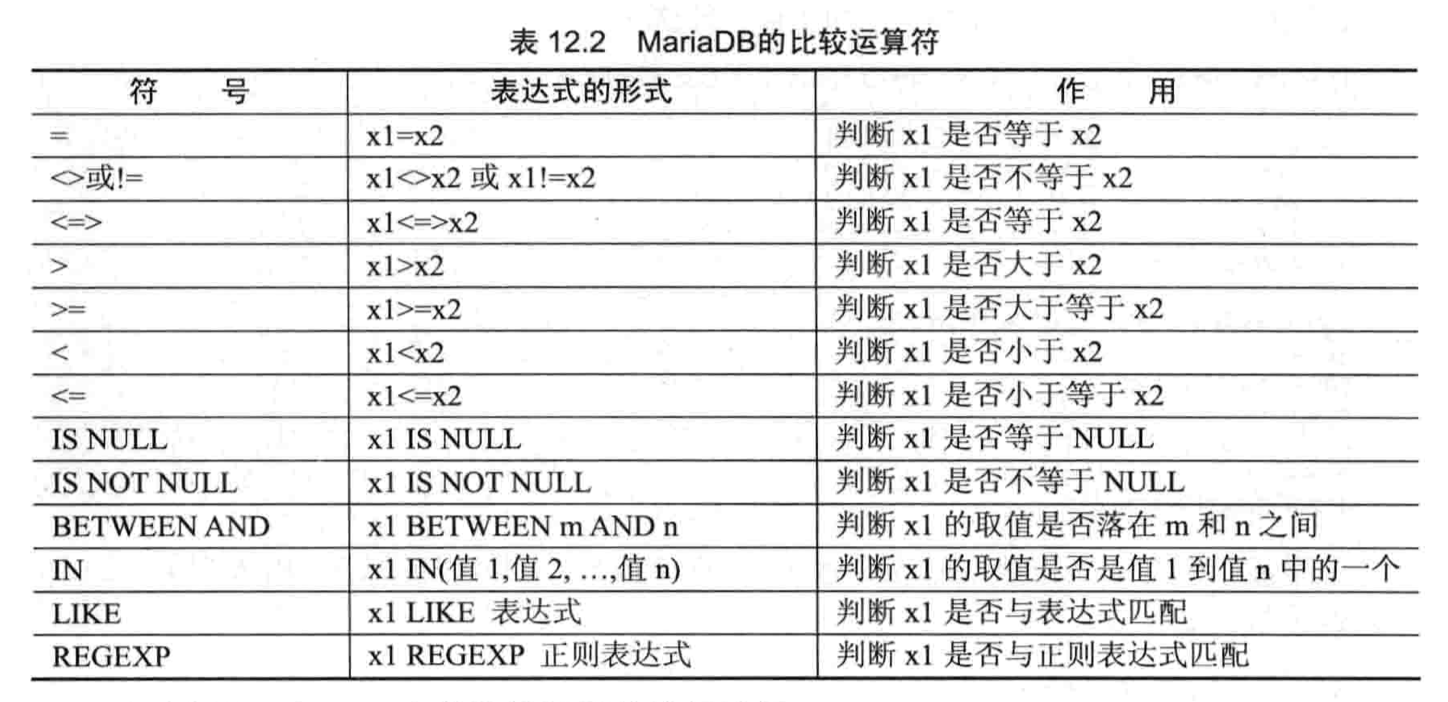 表 12.2 MariaDB的比较运算符
符 号 表达式的形式 作 用
= x1=x2 判断 x1 是否等于 x2
<>或!= x1<>x2 或 x1!=x2 判断 x1 是否不等于 x2
<=> x1<=>x2 判断 x1 是否等于 x2
> x1>x2 判断 x1 是否大于 x2
>= x1>=x2 判断 x1 是否大于等于 x2
< x1<x2 判断 x1 是否小于 x2
<= x1<=x2 判断 x1 是否小于等于 x2
IS NULL x1 IS NULL 判断 x1 是否等于 NULL
IS NOT NULL x1 IS NOT NULL 判断 x1 是否不等于 NULL
BETWEEN AND x1 BETWEEN m AND n 判断 x1 的取值是否落在 m 和 n 之间
IN x1 IN(值 1,值 2, …,值 n) 判断 x1 的取值是否是值 1 到值 n 中的一个
LIKE x1 LIKE 表达式 判断 x1 是否与表达式匹配
REGEXP x1 REGEXP 正则表达式 判断 x1 是否与正则表达式匹配